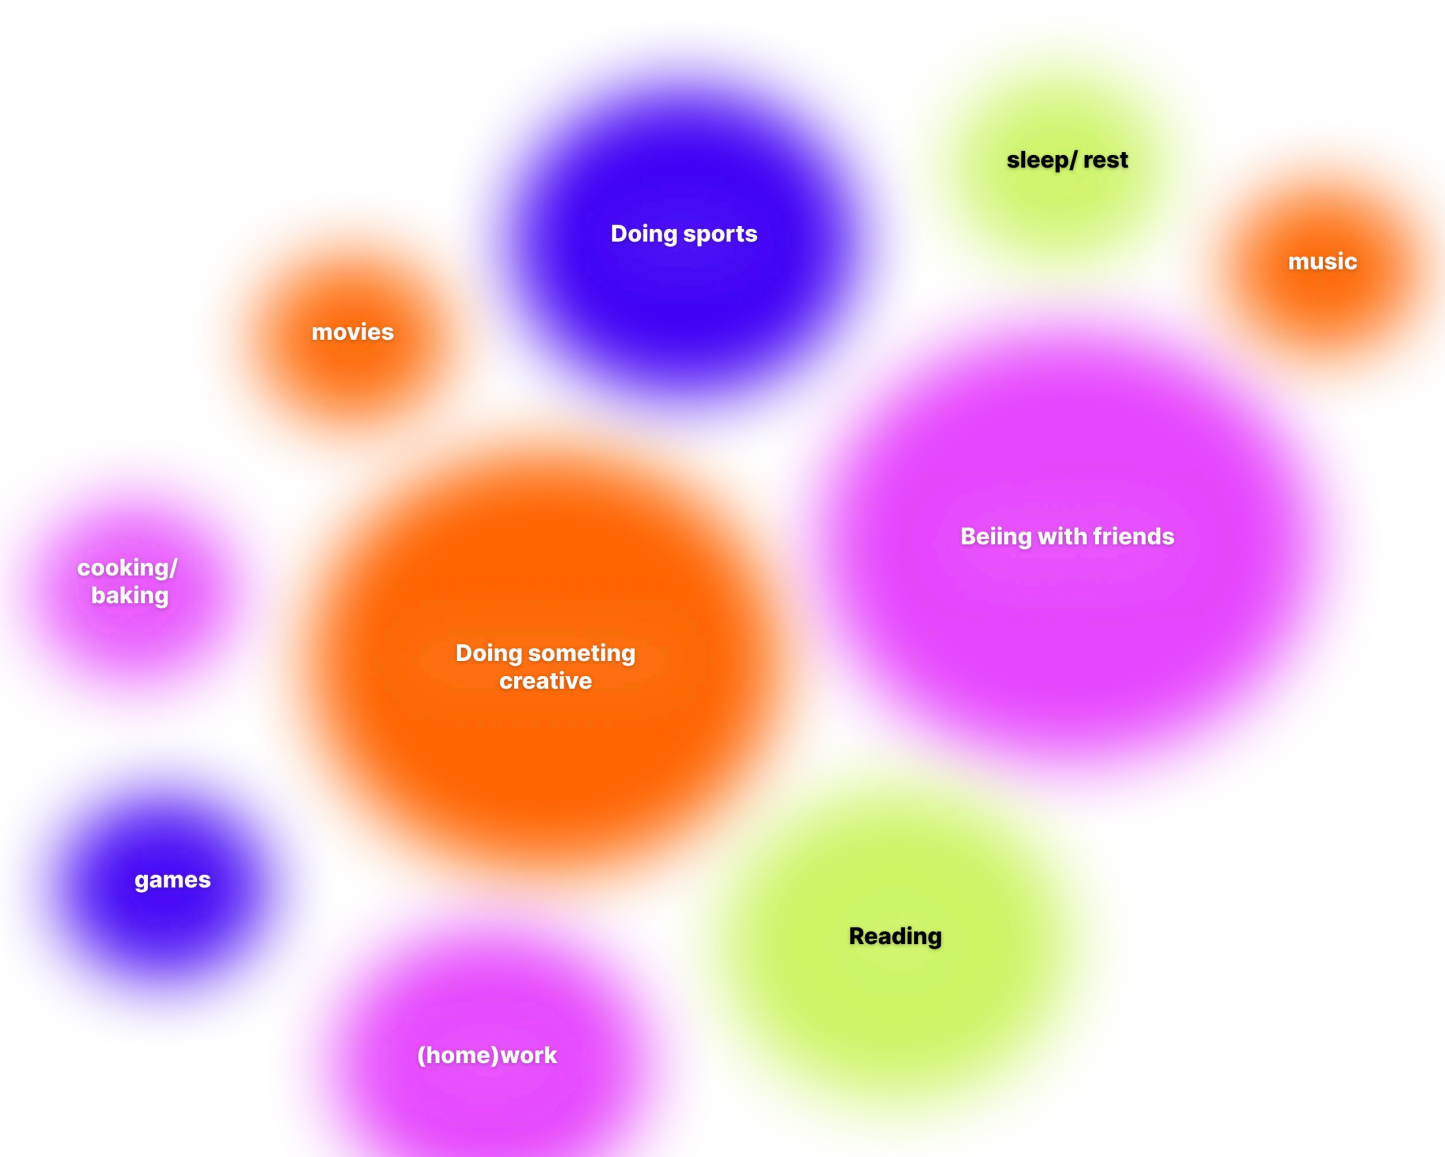 sleep/ rest
Doing sports
music
movies
Beiing with friends
cooking/
baking
Doing someting
creative
games
Reading
(home)work